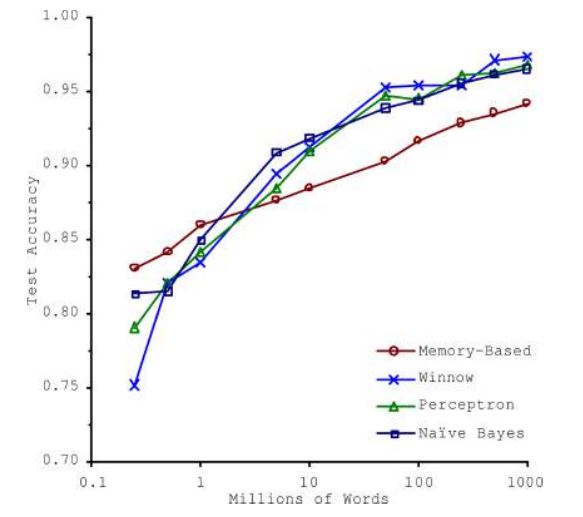 1.00
0.95
0.90
0.85
0.80
0.75
0.70
Test Accuracy
Memory-Based
Winnow
Perceptron
Naïve Bayes
0.1 1 10 100 1000
Millions of Words